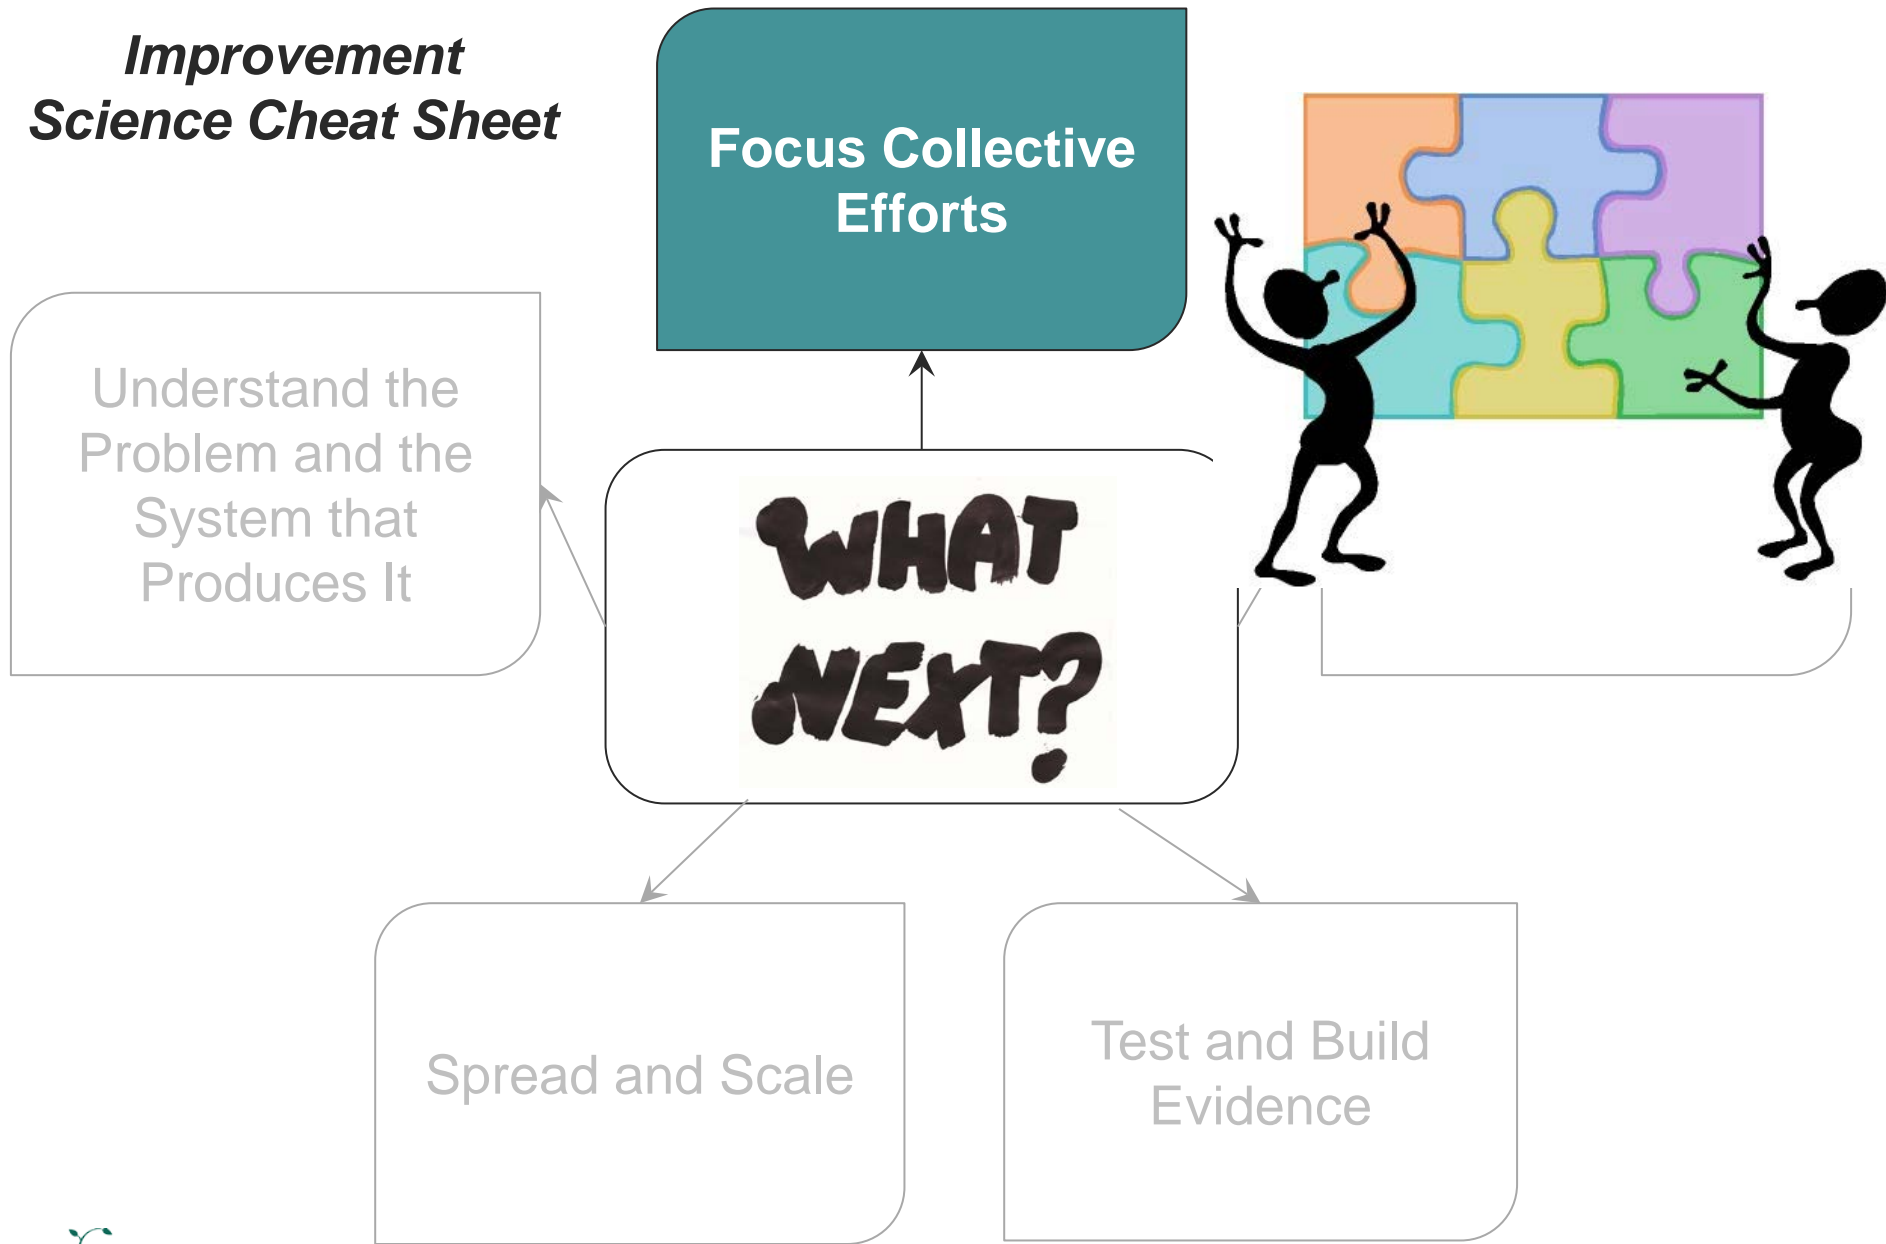 Improvement
Science Cheat Sheet
Focus Collective
Efforts
Understand the
Problem and the
System that
Produces It
WHAT
NEXT?
Spread and Scale
Test and Build
Evidence